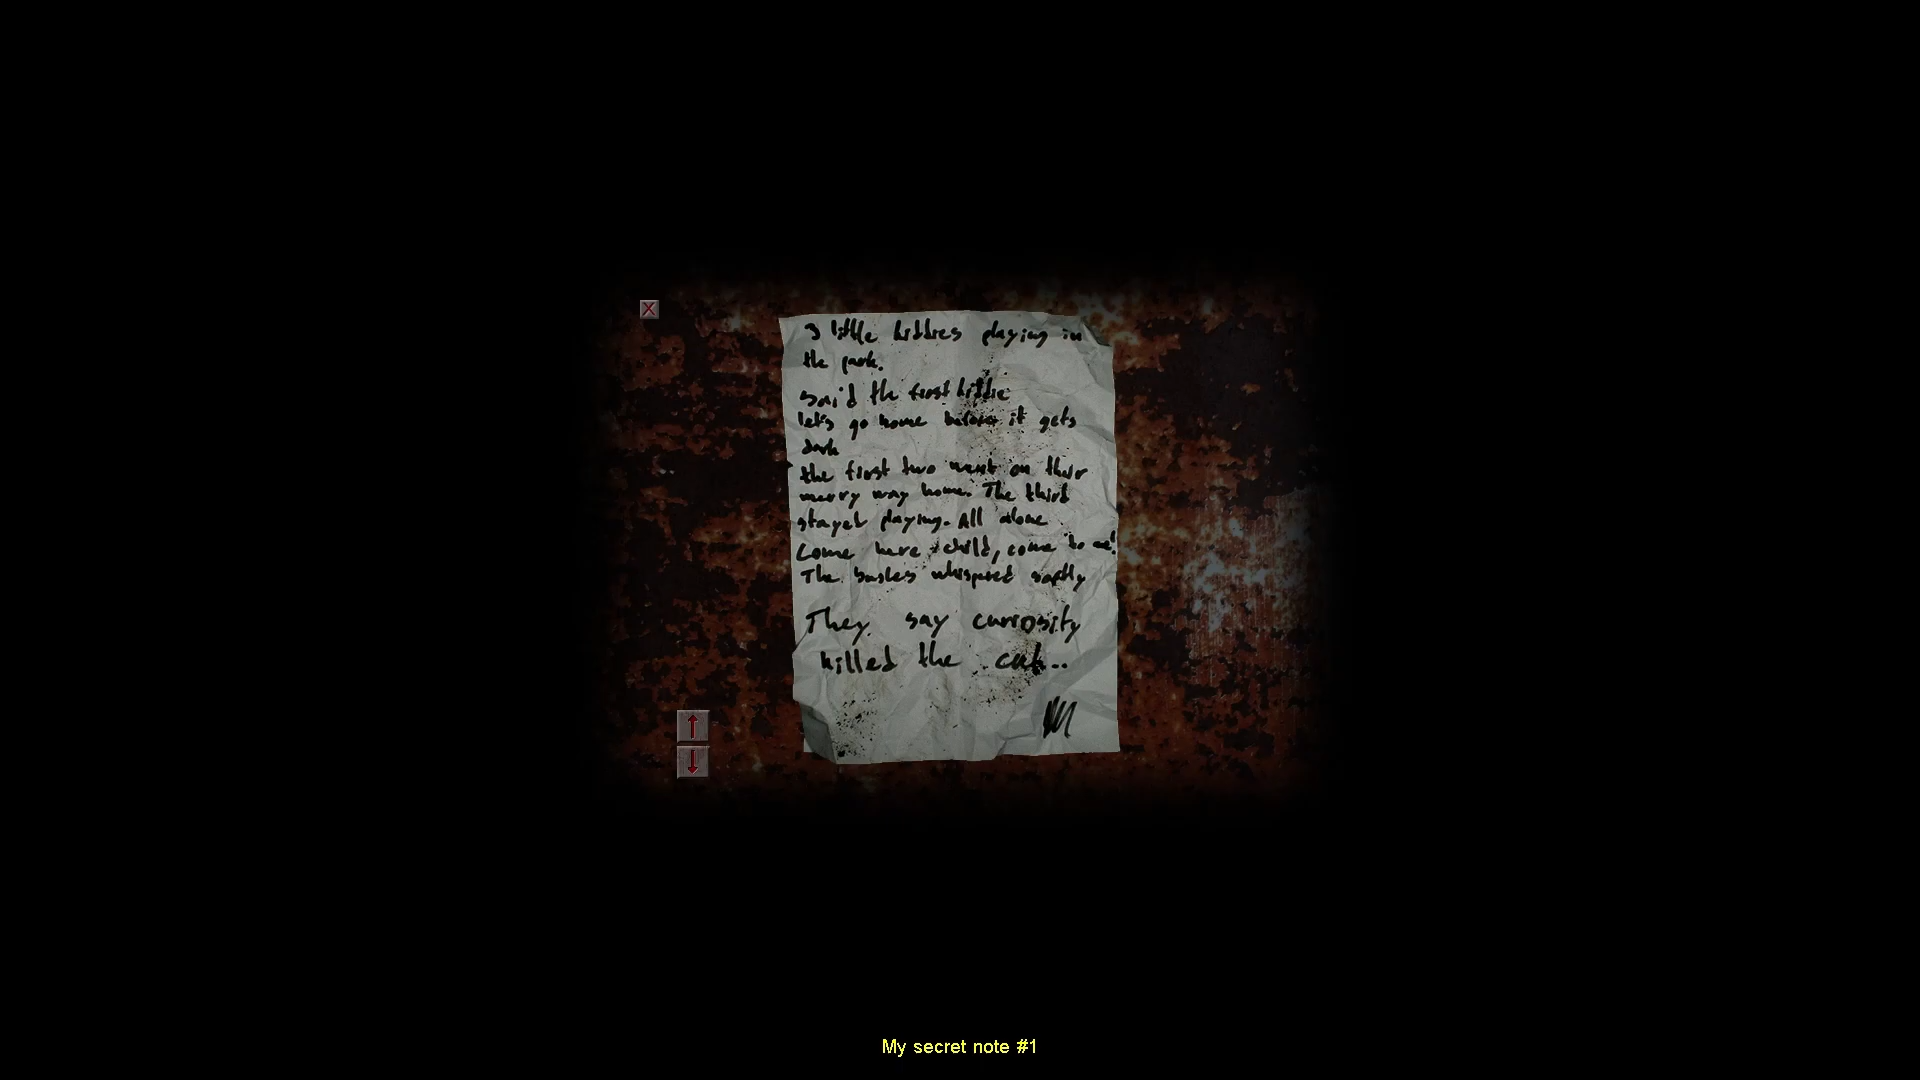 3 little kiddies playing in
the park.
Said the first kiddie
let's go home before it gets
dark
the first two went on their
merry way home. The third
stayed playing. All alone
Come here child, come to me!
The bushes whispered softly
They say curiosity
killed the cat..
My secret note #1